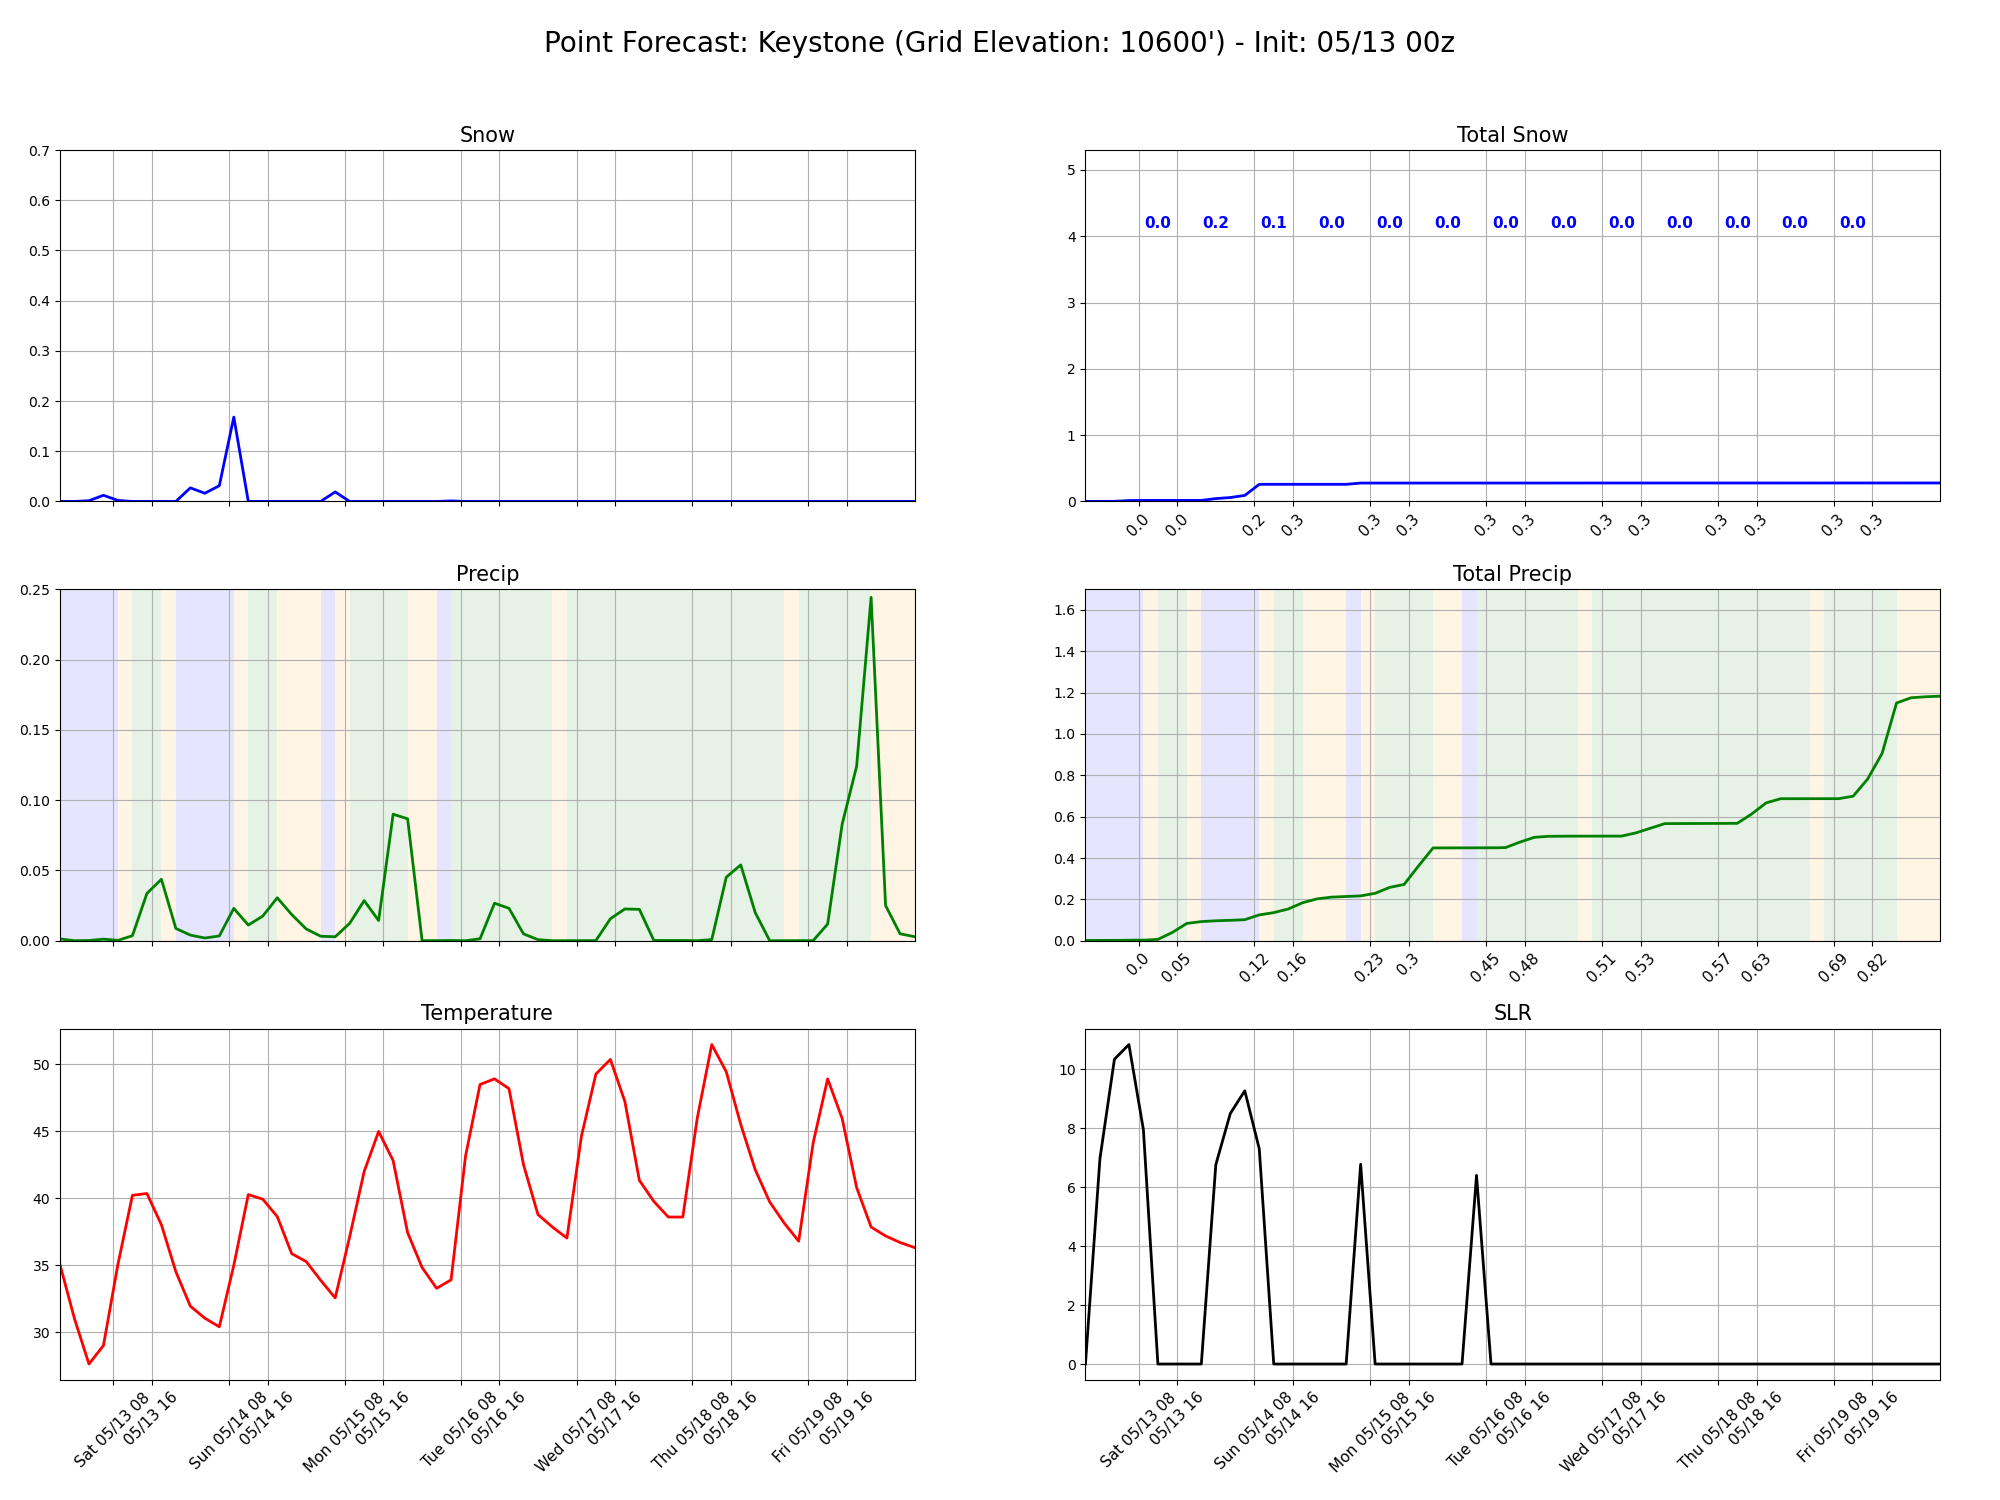 Point Forecast: Keystone (Grid Elevation: 10600') - Init: 05/13 00z
Snow
0.7
0.6
0.5
0.4
0.3
0.2
0.1
0.0
Total Snow
5
4
3
2
1
0
0.0 0.2 0.1 0.0 0.0 0.0 0.0 0.0 0.0 0.0 0.0 0.0 0.0
0.0 0.0 0.2 0.3 0.3 0.3 0.3 0.3 0.3 0.3 0.3 0.3 0.3 0.3
Precip
0.25
0.20
0.15
0.10
0.05
0.00
Total Precip
1.6
1.4
1.2
1.0
0.8
0.6
0.4
0.2
0.0
0.0 0.05 0.12 0.16 0.23 0.3 0.45 0.48 0.51 0.53 0.57 0.63 0.69 0.82
Temperature
50
45
40
35
30
Sat 05/13 08
05/13 16
Sun 05/14 08
05/14 16
Mon 05/15 08
05/15 16
Tue 05/16 08
05/16 16
Wed 05/17 08
05/17 16
Thu 05/18 08
05/18 16
Fri 05/19 08
05/19 16
SLR
10
8
6
4
2
0
Sat 05/13 08
05/13 16
Sun 05/14 08
05/14 16
Mon 05/15 08
05/15 16
Tue 05/16 08
05/16 16
Wed 05/17 08
05/17 16
Thu 05/18 08
05/18 16
Fri 05/19 08
05/19 16